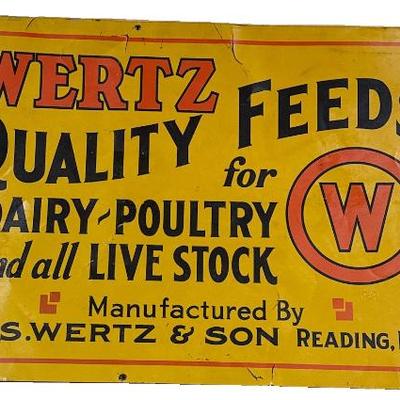 WERTZ
QUALITY FEEDS
for
DAIRY-POULTRY
W
and all LIVE STOCK
Manufactured By
S. WERTZ & SON READING,